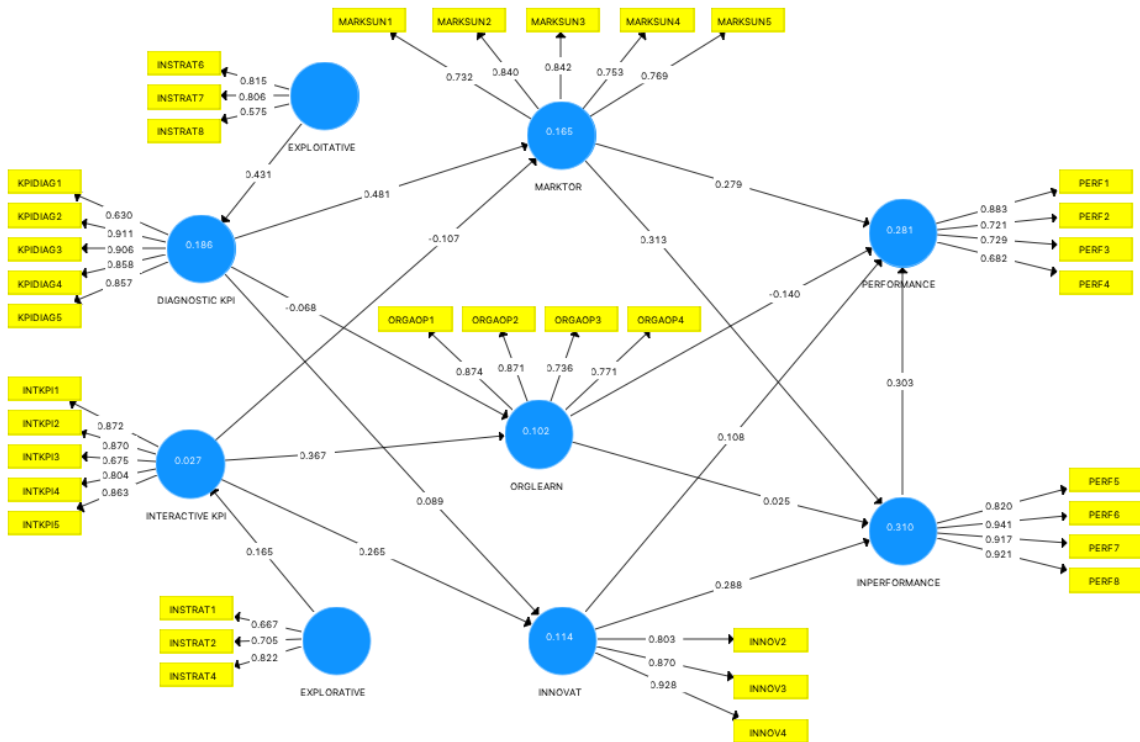 MARKSUN1
MARKSUN2
MARKSUN3
MARKSUN4
MARKSUN5
0.732
0.840
0.842
0.753
0.769
INSTRAT6
INSTRAT7
INSTRAT8
0.815
0.806
0.575
EXPLOITATIVE
0.431
0.165
MARKTOR
KPIDIAG1
KPIDIAG2
KPIDIAG3
KPIDIAG4
KPIDIAG5
0.630
0.911
0.906
0.858
0.857
0.186
DIAGNOSTIC KPI
0.481
-0.107
-0.068
0.279
0.313
0.281
PERFORMANCE
0.883
0.721
0.729
0.682
PERF1
PERF2
PERF3
PERF4
-0.140
ORGAOP1
ORGAOP2
ORGAOP3
ORGAOP4
0.874
0.871
0.736
0.771
0.102
ORGLEARN
0.303
INTKPI1
INTKPI2
INTKPI3
INTKPI4
INTKPI5
0.872
0.870
0.675
0.804
0.863
0.027
INTERACTIVE KPI
0.367
0.089
0.108
0.025
0.265
0.165
0.288
0.310
INPERFORMANCE
0.820
0.941
0.917
0.921
PERF5
PERF6
PERF7
PERF8
INSTRAT1
INSTRAT2
INSTRAT4
0.667
0.705
0.822
EXPLORATIVE
0.114
INNOVAT
0.803
0.870
0.928
INNOV2
INNOV3
INNOV4